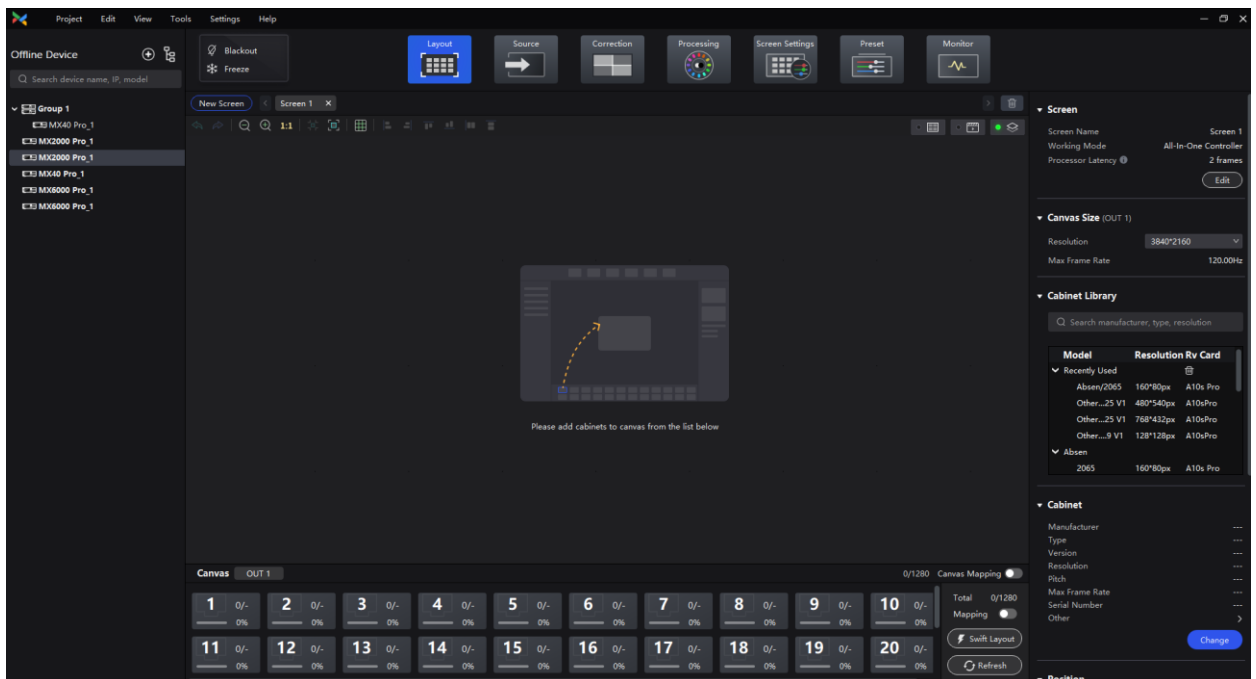 Project Edit View Tools Settings Help
Offline Device
Search device name, IP, model
Group 1
MX40 Pro_1
MX2000 Pro_1
MX2000 Pro_1
MX40 Pro_1
MX6000 Pro_1
MX6000 Pro_1
Blackout
Freeze
Layout Source Correction Processing Screen Settings Preset Monitor
New Screen Screen 1
1:1
Please add cabinets to canvas from the list below
Canvas OUT 1 0/1280 Canvas Mapping
1 0/- 2 0/- 3 0/- 4 0/- 5 0/- 6 0/- 7 0/- 8 0/- 9 0/- 10 0/-
0% 0% 0% 0% 0% 0% 0% 0% 0% 0%
11 0/- 12 0/- 13 0/- 14 0/- 15 0/- 16 0/- 17 0/- 18 0/- 19 0/- 20 0/-
0% 0% 0% 0% 0% 0% 0% 0% 0% 0%
Total 0/1280
Mapping
Swift Layout
Refresh
Screen
Screen Name Screen 1
Working Mode All-In-One Controller
Processor Latency 2 frames
Edit
Canvas Size (OUT 1)
Resolution 3840*2160
Max Frame Rate 120.00Hz
Cabinet Library
Search manufacturer, type, resolution
Model Resolution Rv Card
Recently Used
Absen/2065 160*80px A10s Pro
Other...25 V1 480*540px A10sPro
Other...25 V1 768*432px A10sPro
Other....9 V1 128*128px A10sPro
Absen
2065 160*80px A10s Pro
Cabinet
Manufacturer ---
Type ---
Version ---
Resolution ---
Pitch ---
Max Frame Rate ---
Serial Number ---
Other
Change
Position